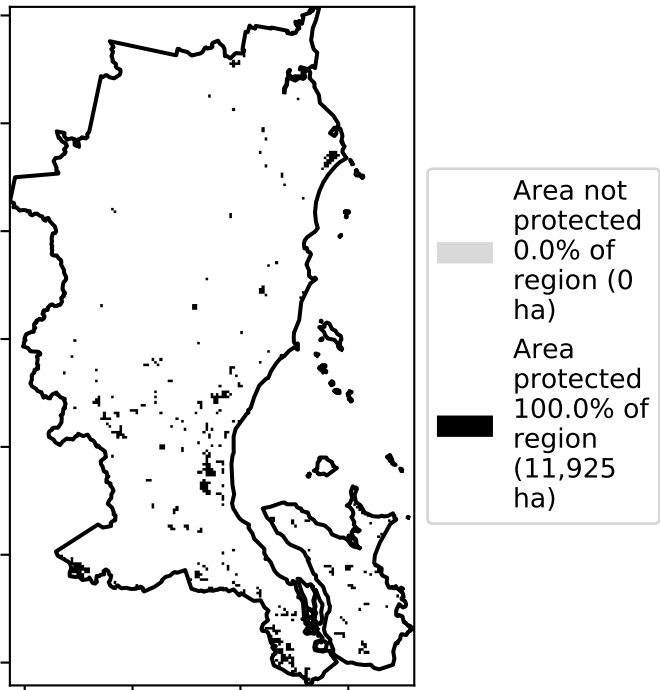 Area not
protected
0.0% of
region (0
ha)
Area
protected
100.0% of
region
(11,925
ha)